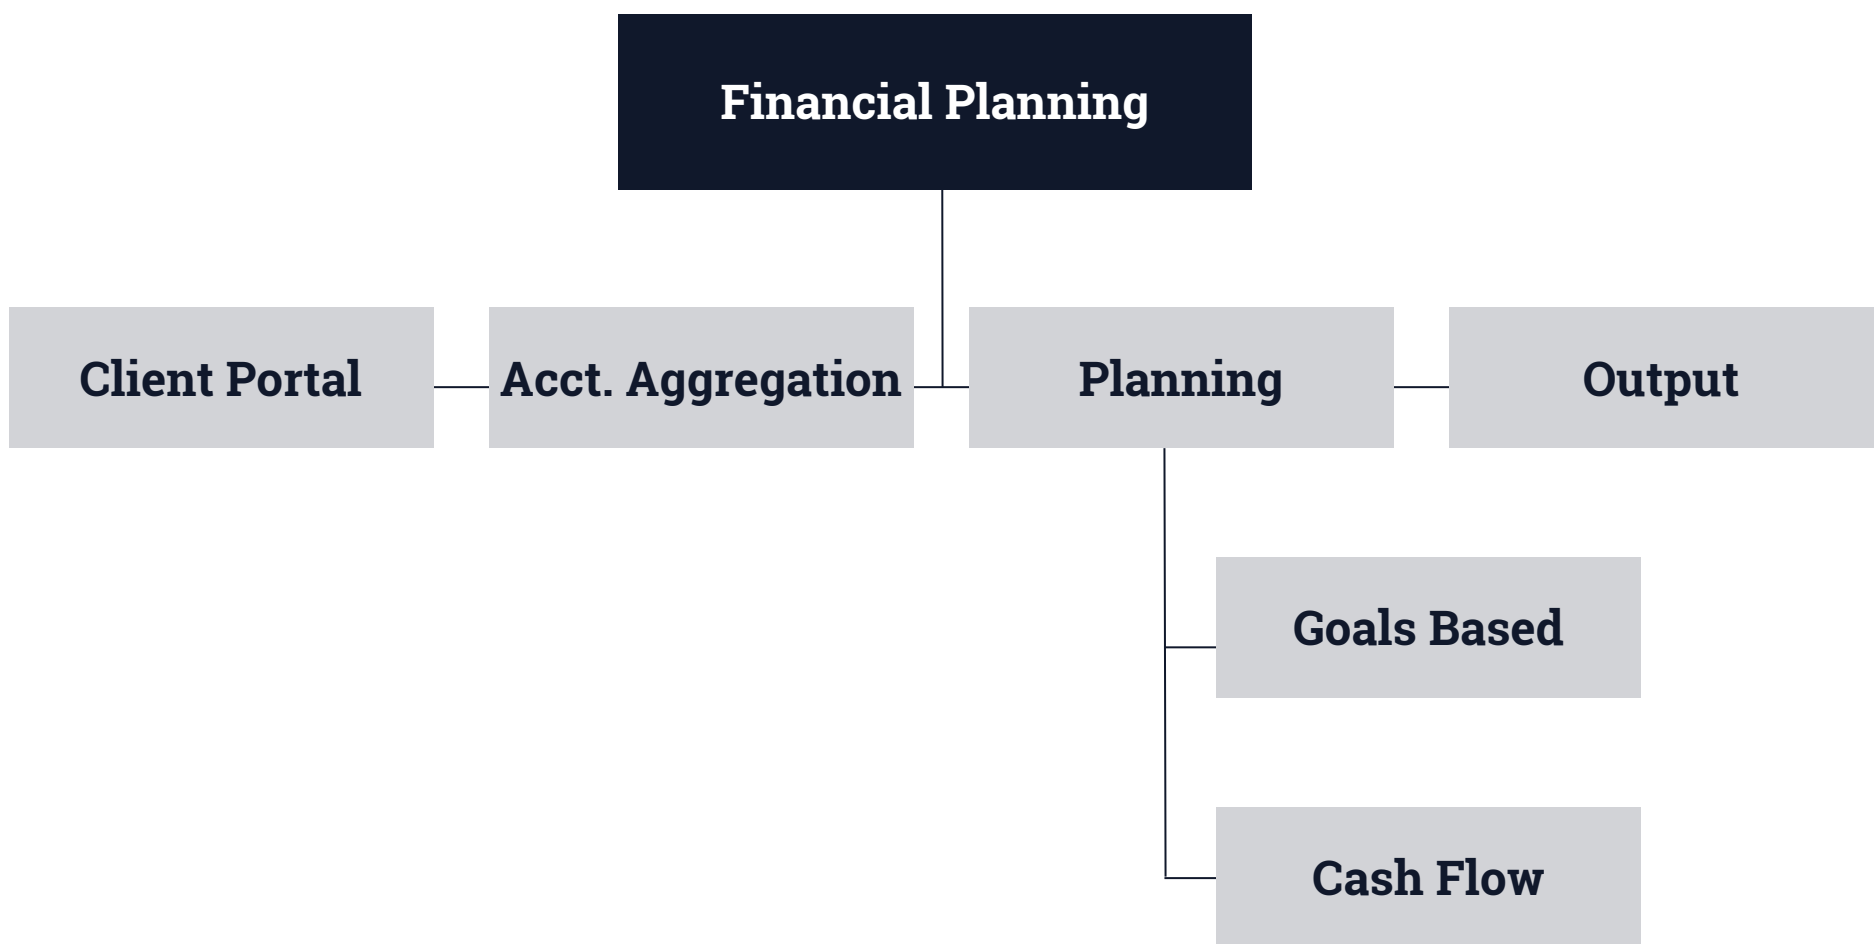 Financial Planning
Client Portal
Acct. Aggregation
Planning
Output
Goals Based
Cash Flow